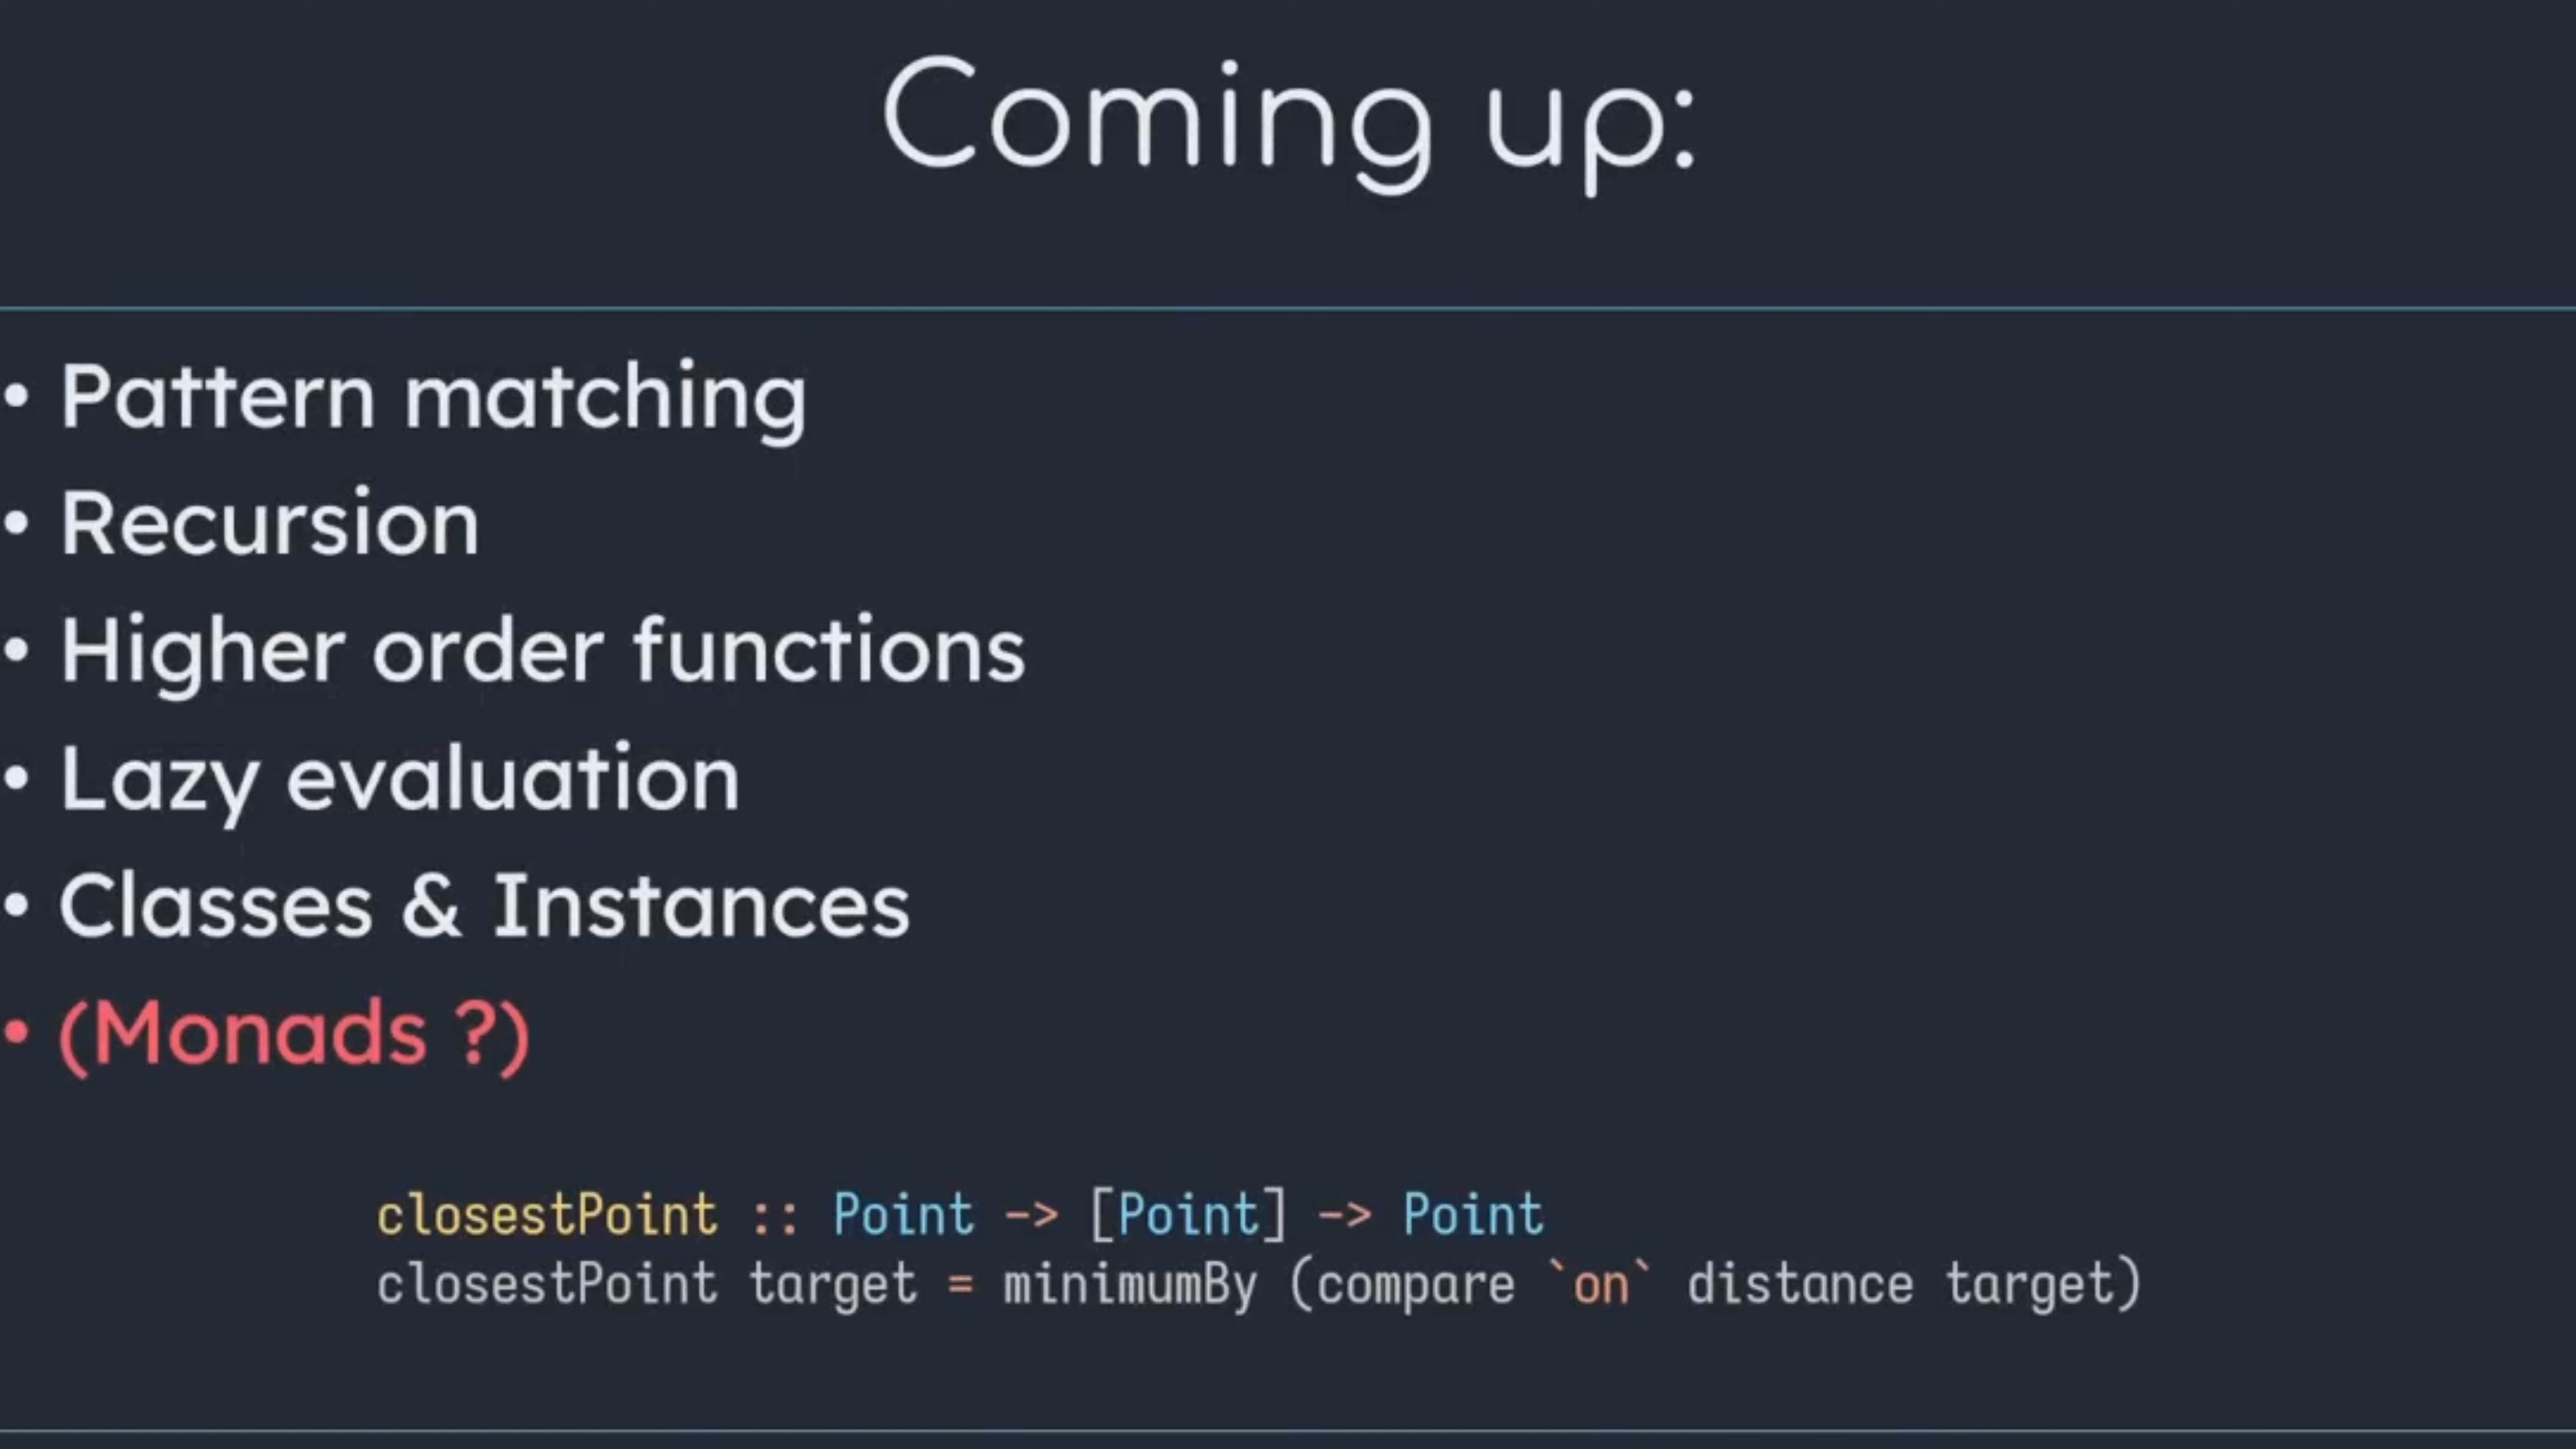 Coming up:
• Pattern matching
• Recursion
• Higher order functions
• Lazy evaluation
• Classes & Instances
• (Monads ?)
closestPoint :: Point -> [Point] -> Point
closestPoint target = minimumBy (compare `on` distance target)